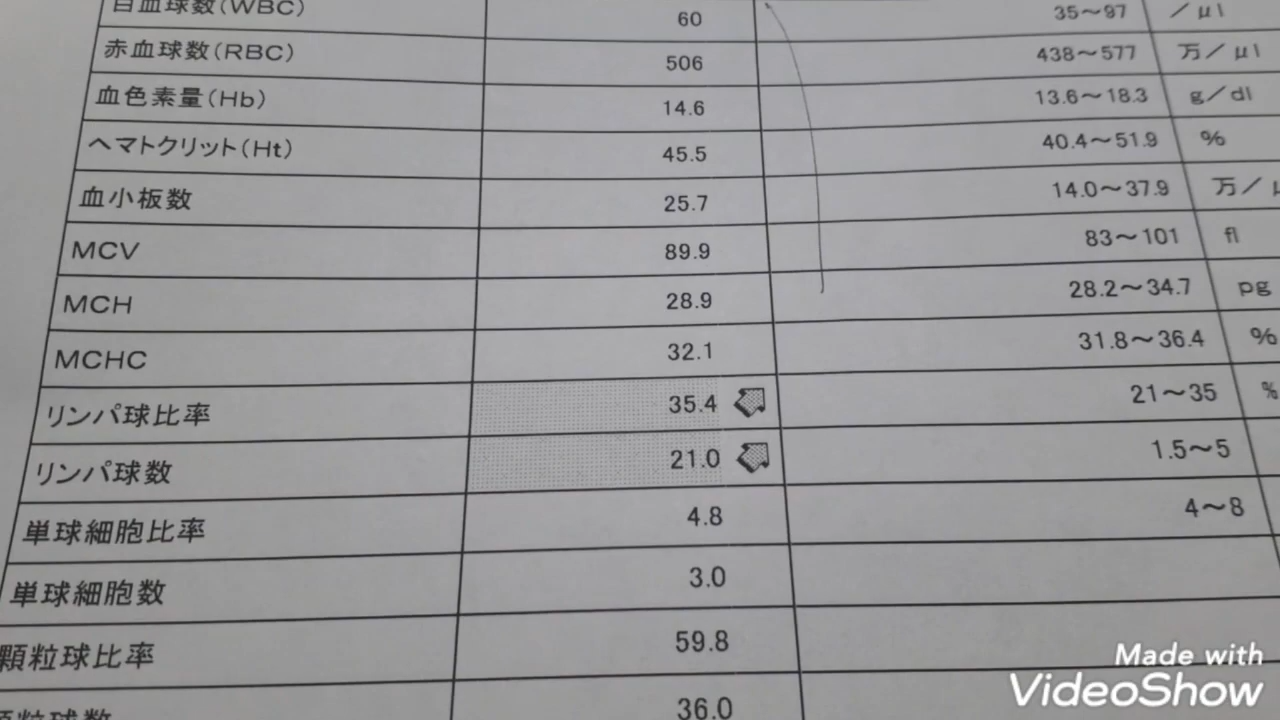 白血球数(WBC) 60 35～97 /μl
赤血球数(RBC) 506 438～577 万/μl
血色素量(Hb) 14.6 13.6～18.3 g/dl
ヘマトクリット(Ht) 45.5 40.4～51.9 %
血小板数 25.7 14.0～37.9 万/
MCV 89.9 83～101 fl
MCH 28.9 28.2～34.7 pg
MCHC 32.1 31.8～36.4 %
リンパ球比率 35.4 21～35 %
リンパ球数 21.0 1.5～5
単球細胞比率 4.8 4～8
単球細胞数 3.0
顆粒球比率 59.8
顆粒球数 36.0
Made with
VideoShow